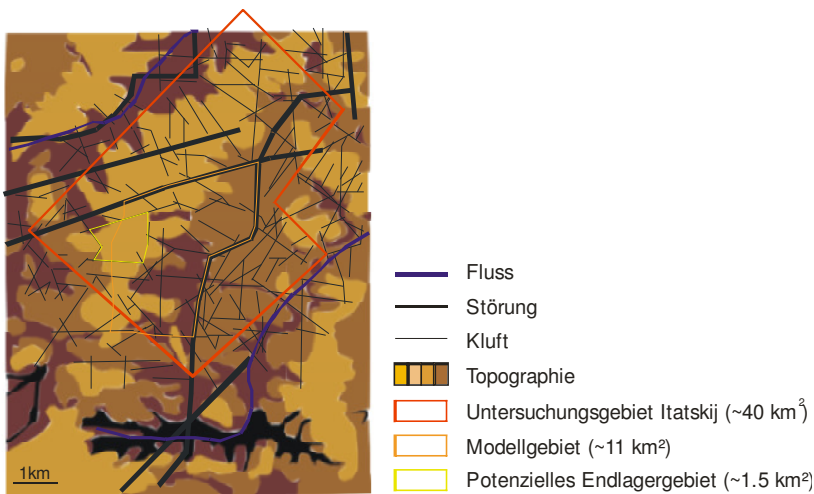 Fluss
Störung
Kluft
Topographie
Untersuchungsgebiet Itatskij (~40 km²)
Modellgebiet (~11 km²)
Potenzielles Endlagergebiet (~1.5 km²)
1km